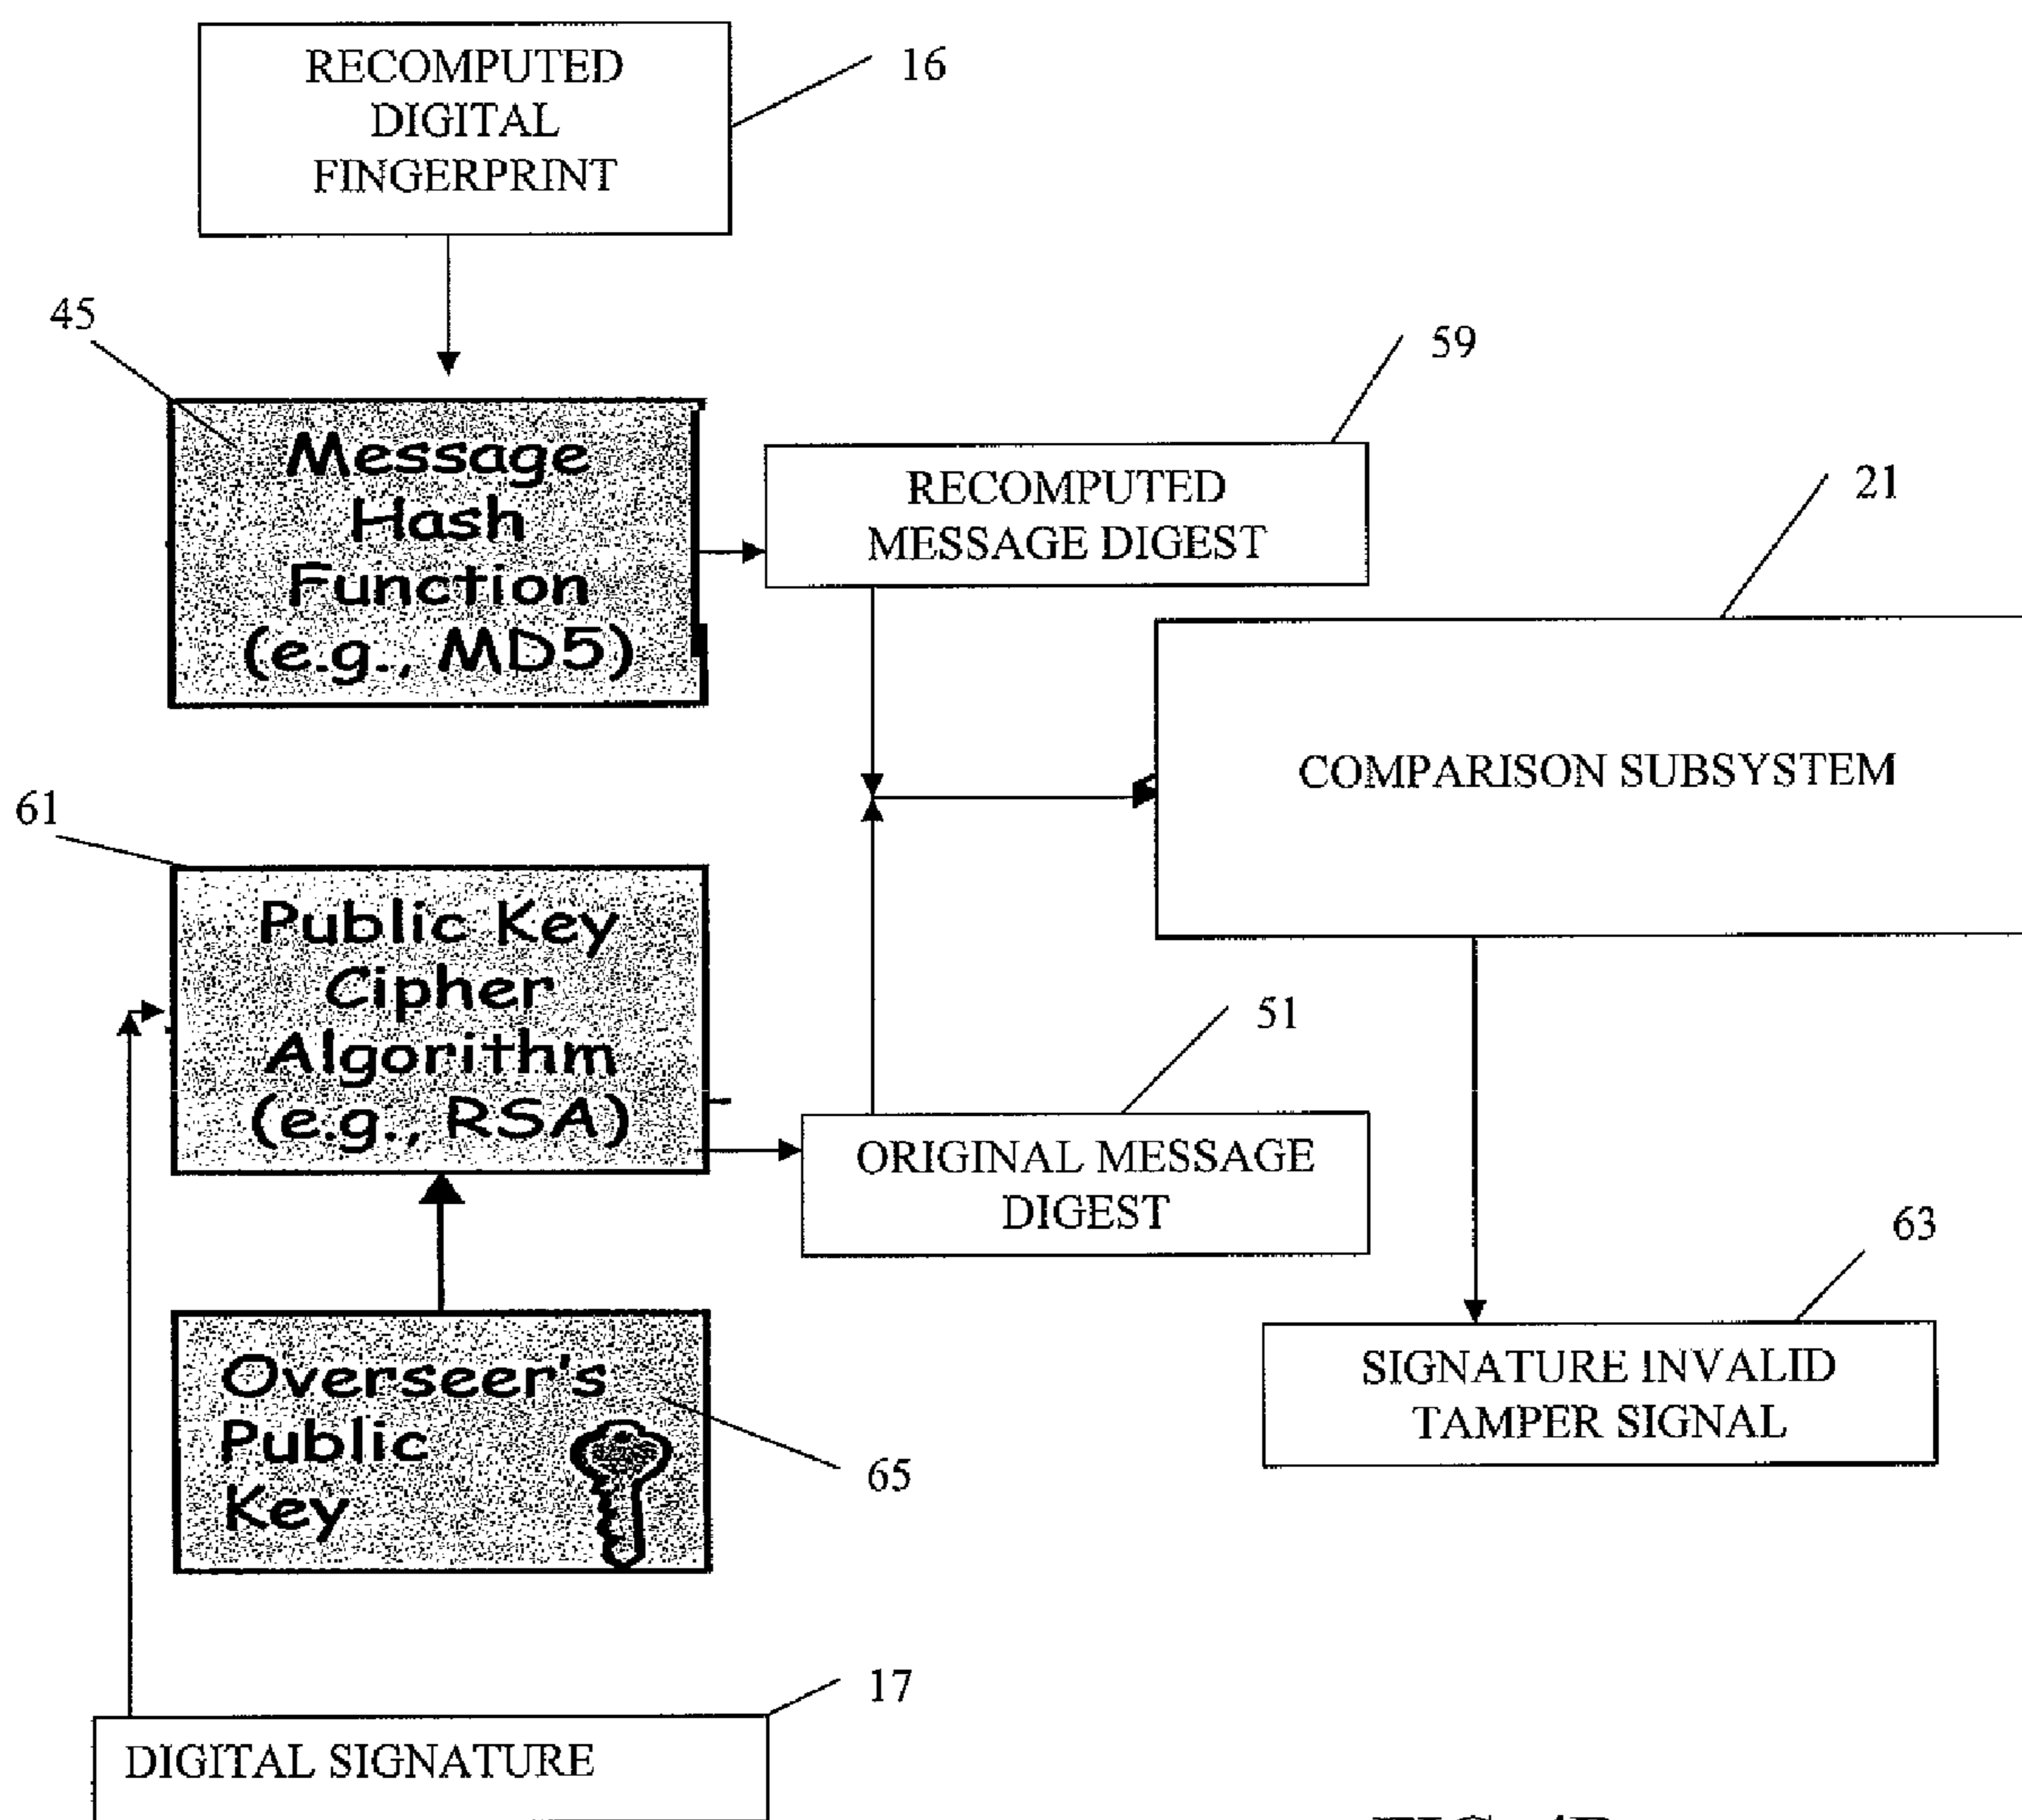 RECOMPUTED
DIGITAL
FINGERPRINT
16
45
Message
Hash
Function
(e.g., MD5)
59
RECOMPUTED
MESSAGE DIGEST
21
COMPARISON SUBSYSTEM
61
Public Key
Cipher
Algorithm
(e.g., RSA)
51
ORIGINAL MESSAGE
DIGEST
63
SIGNATURE INVALID
TAMPER SIGNAL
Overseer's
Public
Key
65
17
DIGITAL SIGNATURE